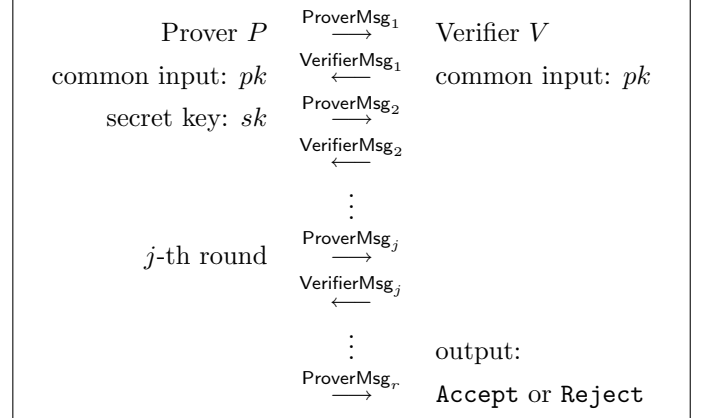 Prover P ProverMsg₁ ⟶ Verifier V
common input: pk VerifierMsg₁ ⟵ common input: pk
secret key: sk ProverMsg₂ ⟶
VerifierMsg₂ ⟵
⋮
j-th round ProverMsgⱼ ⟶
VerifierMsgⱼ ⟵
⋮ output:
ProverMsgᵣ ⟶ Accept or Reject